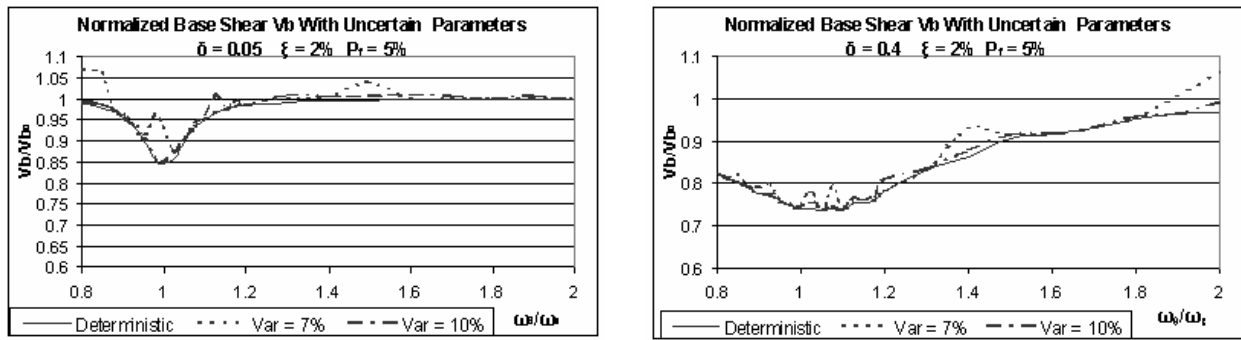 Normalized Base Shear Vb With Uncertain Parameters
δ = 0.05 ξ = 2% Pf = 5%
1.1
1.05
1
0.95
0.9
0.85
0.8
0.75
0.7
0.65
0.6
Vb/Vb
0.8 1 1.2 1.4 1.6 1.8 2
Deterministic Var = 7% Var = 10%
Normalized Base Shear Vb With Uncertain Parameters
δ = 0.4 ξ = 2% Pf = 5%
1.1
1
0.9
0.8
0.7
0.6
Vb/Vb
0.8 1 1.2 1.4 1.6 1.8 2
Deterministic Var = 7% Var = 10%